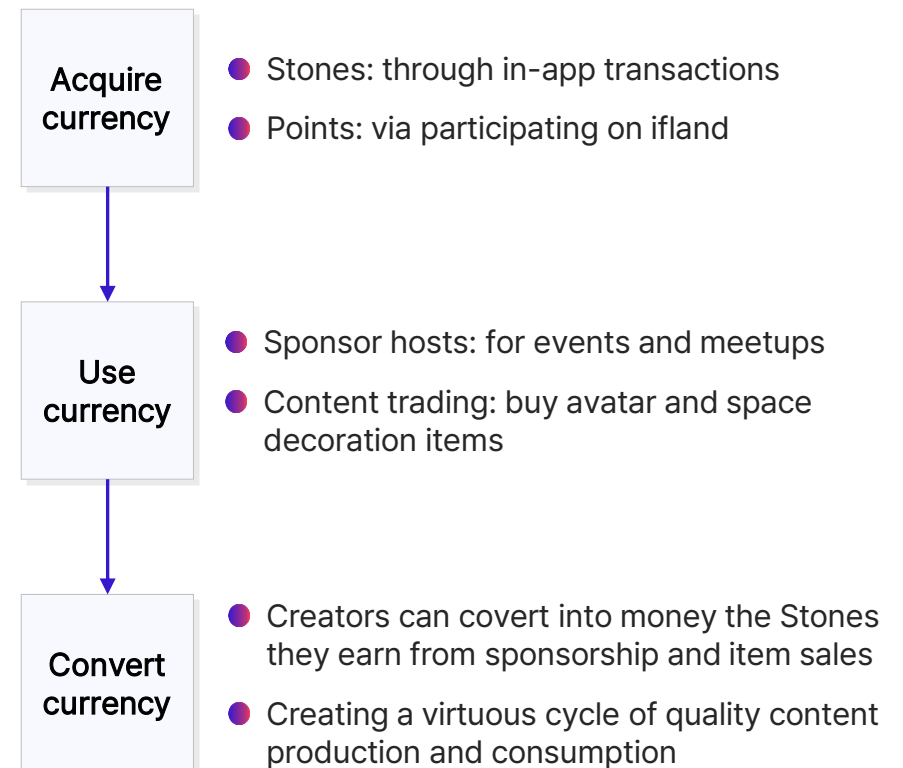 Acquire
currency
Stones: through in-app transactions
Points: via participating on ifland
Use
currency
Sponsor hosts: for events and meetups
Content trading: buy avatar and space
decoration items
Convert
currency
Creators can covert into money the Stones
they earn from sponsorship and item sales
Creating a virtuous cycle of quality content
production and consumption